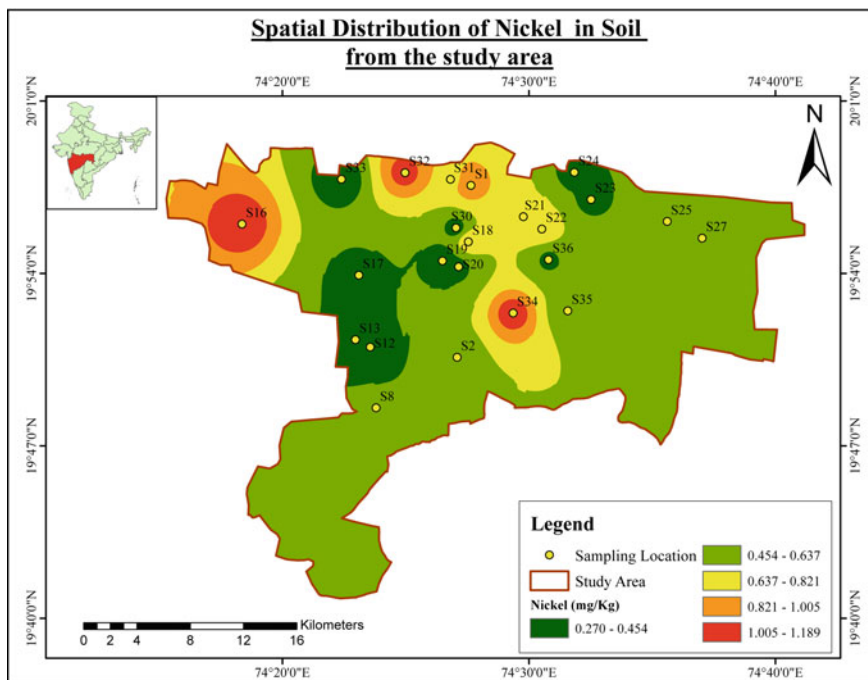 Spatial Distribution of Nickel in Soil
from the study area
74°20'0"E 74°30'0"E 74°40'0"E
20°1'0"N
20°1'0"N
N
S24
S33 S32 S31
S1
S23
S16
S21
S22
S25
S30
S27
S18
S19
S20
S36
19°54'0"N
19°54'0"N
S17
S34 S35
S13
S12
S2
S8
19°47'0"N
19°47'0"N
Legend
Sampling Location
Study Area
Nickel (mg/Kg)
0.270 - 0.454
0.454 - 0.637
0.637 - 0.821
0.821 - 1.005
1.005 - 1.189
19°40'0"N
19°40'0"N
Kilometers
0 2 4 8 12 16
74°20'0"E 74°30'0"E 74°40'0"E